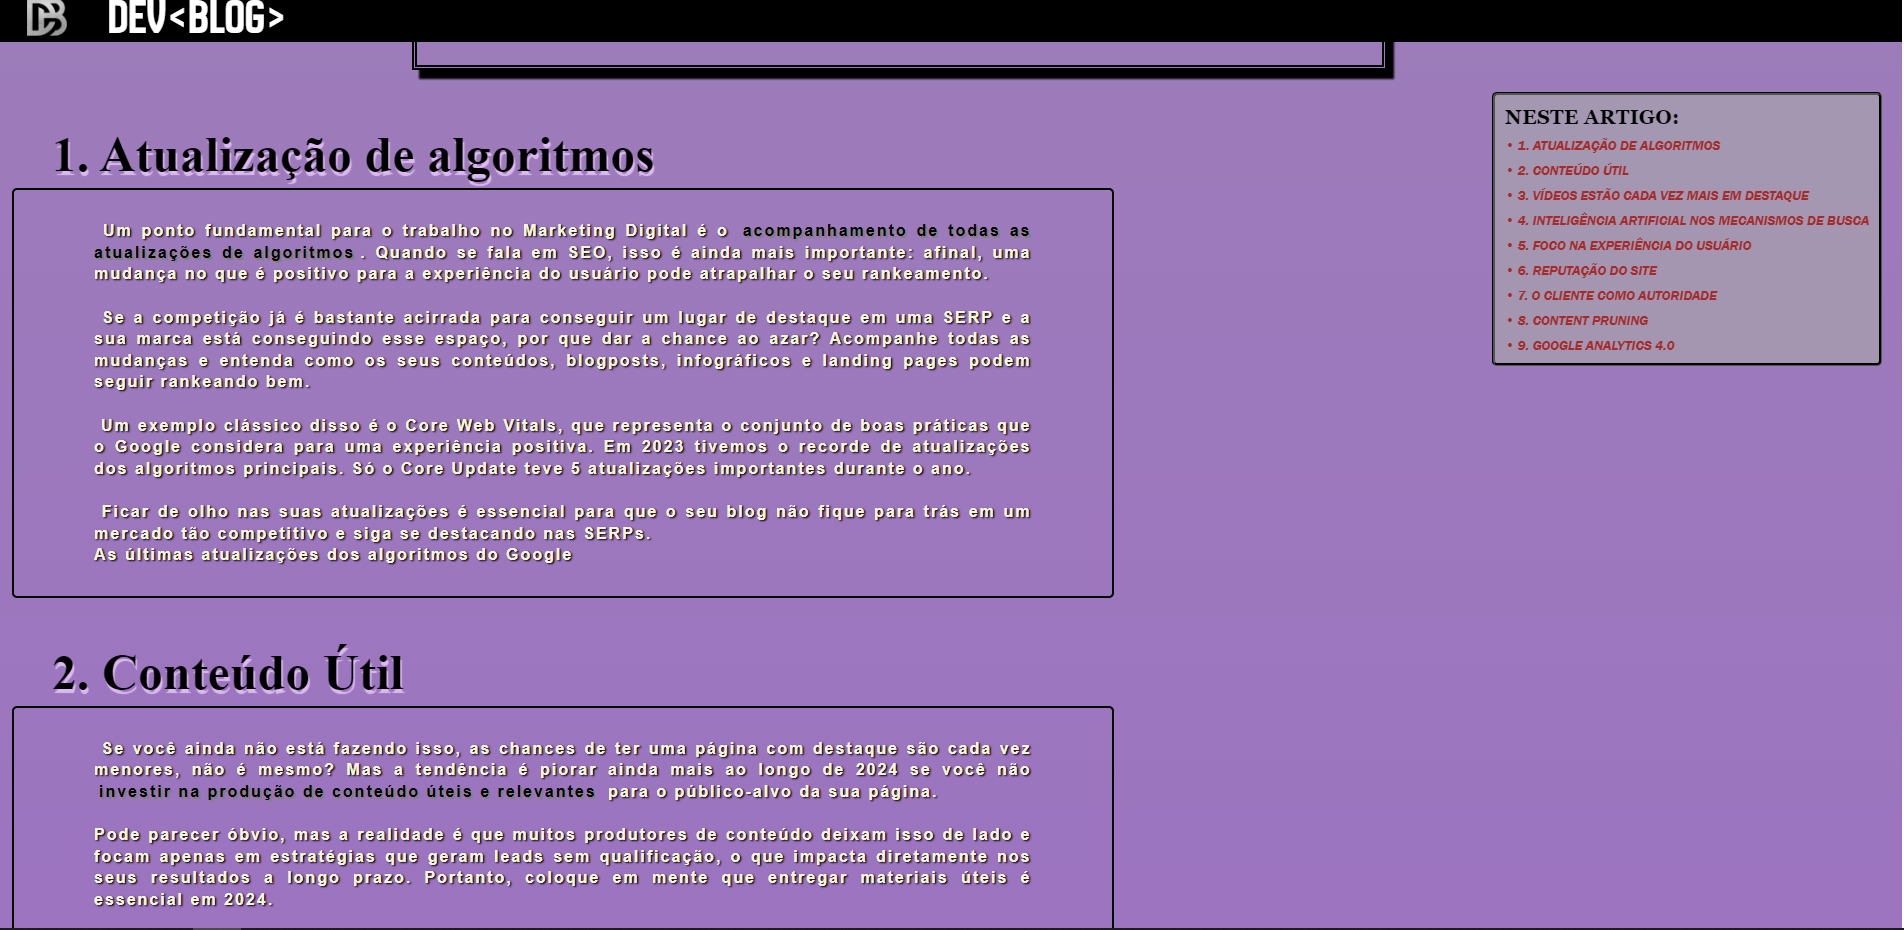 DB DEV<BLOG>
1. Atualização de algoritmos
Um ponto fundamental para o trabalho no Marketing Digital é o acompanhamento de todas as
atualizações de algoritmos . Quando se fala em SEO, isso é ainda mais importante: afinal, uma
mudança no que é positivo para a experiência do usuário pode atrapalhar o seu rankeamento.
Se a competição já é bastante acirrada para conseguir um lugar de destaque em uma SERP e a
sua marca está conseguindo esse espaço, por que dar a chance ao azar? Acompanhe todas as
mudanças e entenda como os seus conteúdos, blogposts, infográficos e landing pages podem
seguir rankeando bem.
Um exemplo clássico disso é o Core Web Vitals, que representa o conjunto de boas práticas que
o Google considera para uma experiência positiva. Em 2023 tivemos o recorde de atualizações
dos algoritmos principais. Só o Core Update teve 5 atualizações importantes durante o ano.
Ficar de olho nas suas atualizações é essencial para que o seu blog não fique para trás em um
mercado tão competitivo e siga se destacando nas SERPs.
As últimas atualizações dos algoritmos do Google
2. Conteúdo Útil
Se você ainda não está fazendo isso, as chances de ter uma página com destaque são cada vez
menores, não é mesmo? Mas a tendência é piorar ainda mais ao longo de 2024 se você não
investir na produção de conteúdo úteis e relevantes para o público-alvo da sua página.
Pode parecer óbvio, mas a realidade é que muitos produtores de conteúdo deixam isso de lado e
focam apenas em estratégias que geram leads sem qualificação, o que impacta diretamente nos
seus resultados a longo prazo. Portanto, coloque em mente que entregar materiais úteis é
essencial em 2024.
NESTE ARTIGO:
• 1. ATUALIZAÇÃO DE ALGORITMOS
• 2. CONTEÚDO ÚTIL
• 3. VÍDEOS ESTÃO CADA VEZ MAIS EM DESTAQUE
• 4. INTELIGÊNCIA ARTIFICIAL NOS MECANISMOS DE BUSCA
• 5. FOCO NA EXPERIÊNCIA DO USUÁRIO
• 6. REPUTAÇÃO DO SITE
• 7. O CLIENTE COMO AUTORIDADE
• 8. CONTENT PRUNING
• 9. GOOGLE ANALYTICS 4.0